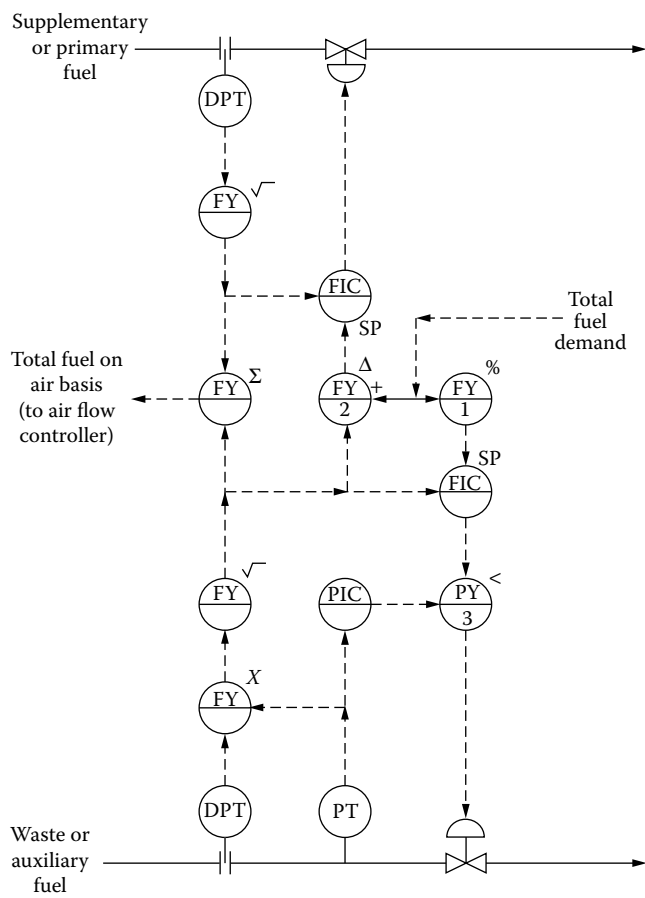 Supplementary
or primary
fuel
DPT
FY
√
FIC
SP
Total
fuel
demand
Total fuel on
air basis
(to air flow
controller)
FY
Σ
FY
2
Δ
+
FY
1
%
SP
FIC
FY
√
PIC
PY
3
<
FY
X
DPT
PT
Waste or
auxiliary
fuel